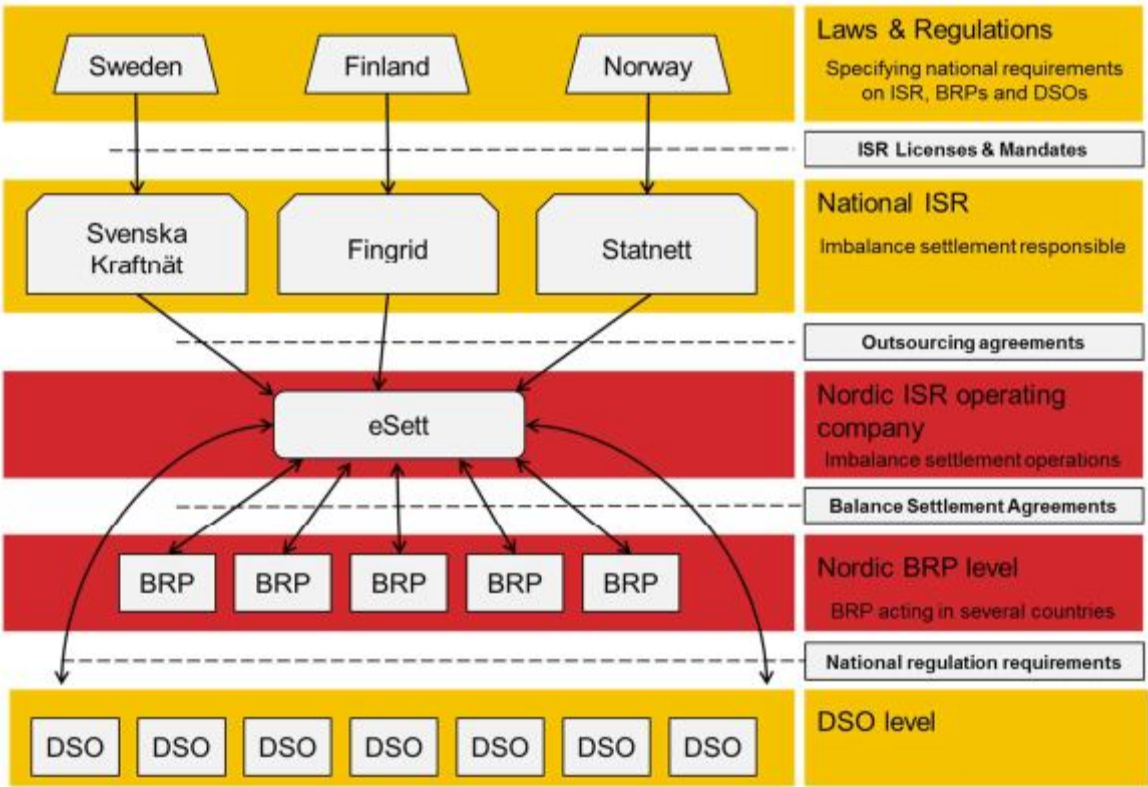 Sweden
Finland
Norway
Laws & Regulations
Specifying national requirements
on ISR, BRPs and DSOs
ISR Licenses & Mandates
Svenska
Kraftnät
Fingrid
Statnett
National ISR
Imbalance settlement responsible
Outsourcing agreements
eSett
Nordic ISR operating
company
Imbalance settlement operations
Balance Settlement Agreements
BRP
BRP
BRP
BRP
BRP
Nordic BRP level
BRP acting in several countries
National regulation requirements
DSO
DSO
DSO
DSO
DSO
DSO
DSO
DSO level